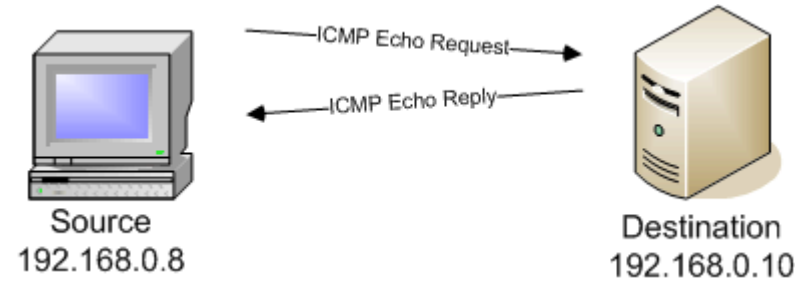 ICMP Echo Request
ICMP Echo Reply
Source
192.168.0.8
Destination
192.168.0.10